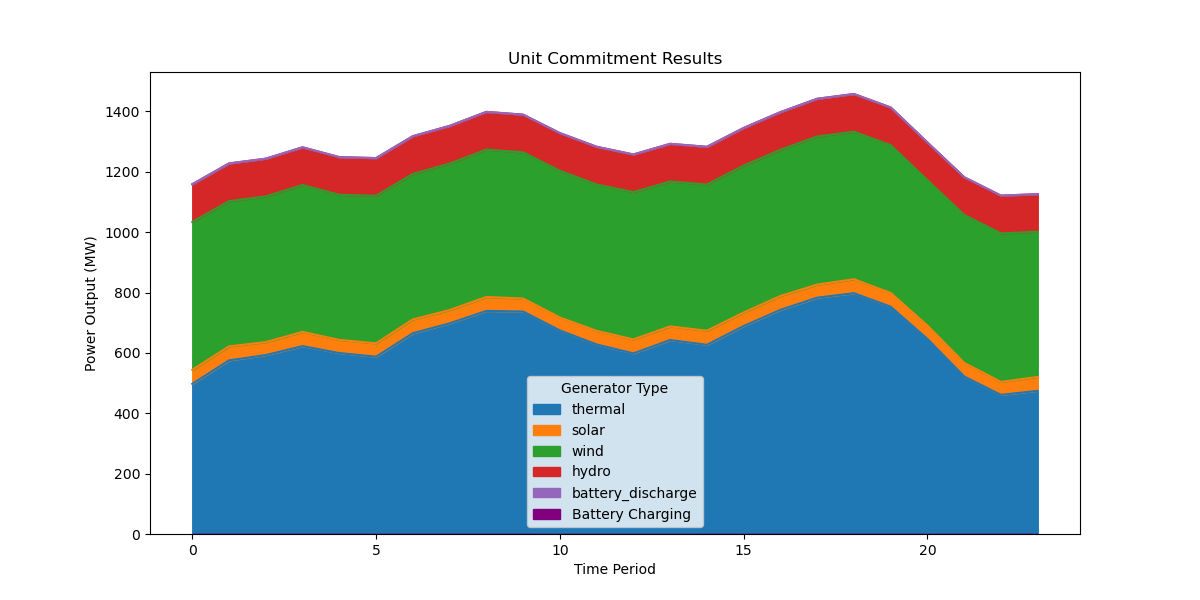 Unit Commitment Results
Power Output (MW)
1400
1200
1000
800
600
400
200
0
Generator Type
thermal
solar
wind
hydro
battery_discharge
Battery Charging
0 5 10 15 20
Time Period